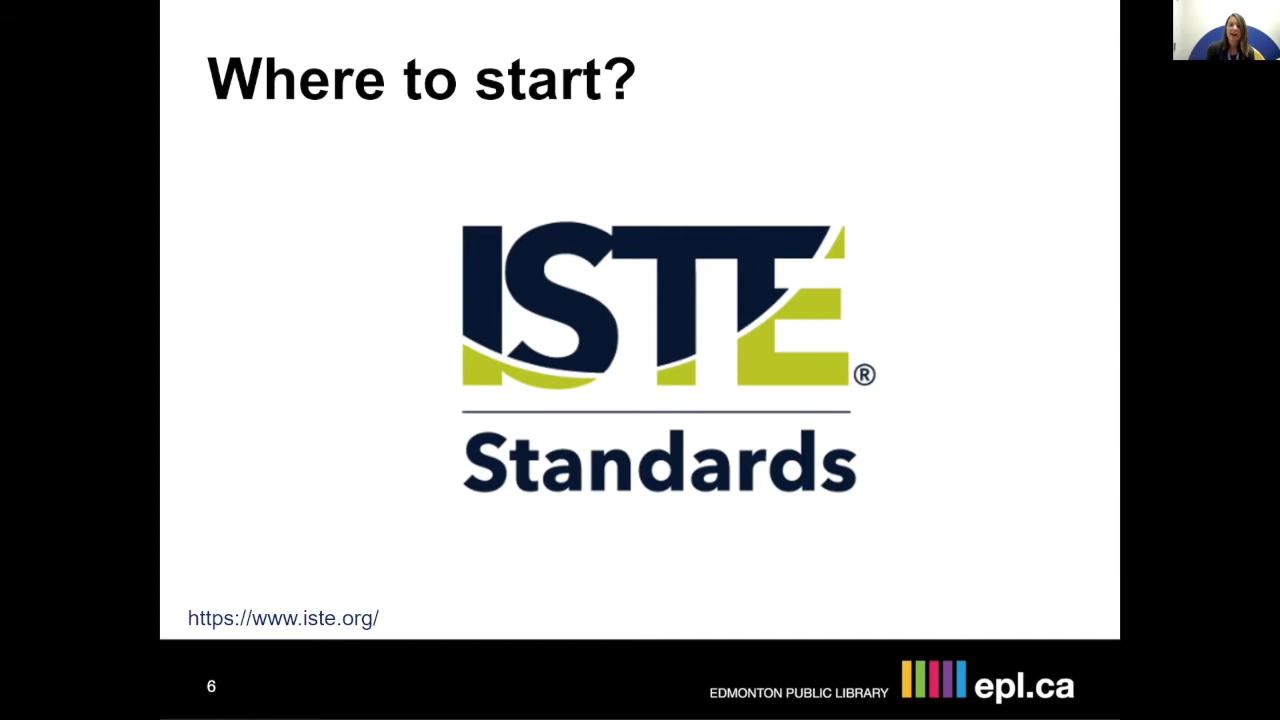 Where to start?
ISTE®
Standards
https://www.iste.org/
6
EDMONTON PUBLIC LIBRARY epl.ca